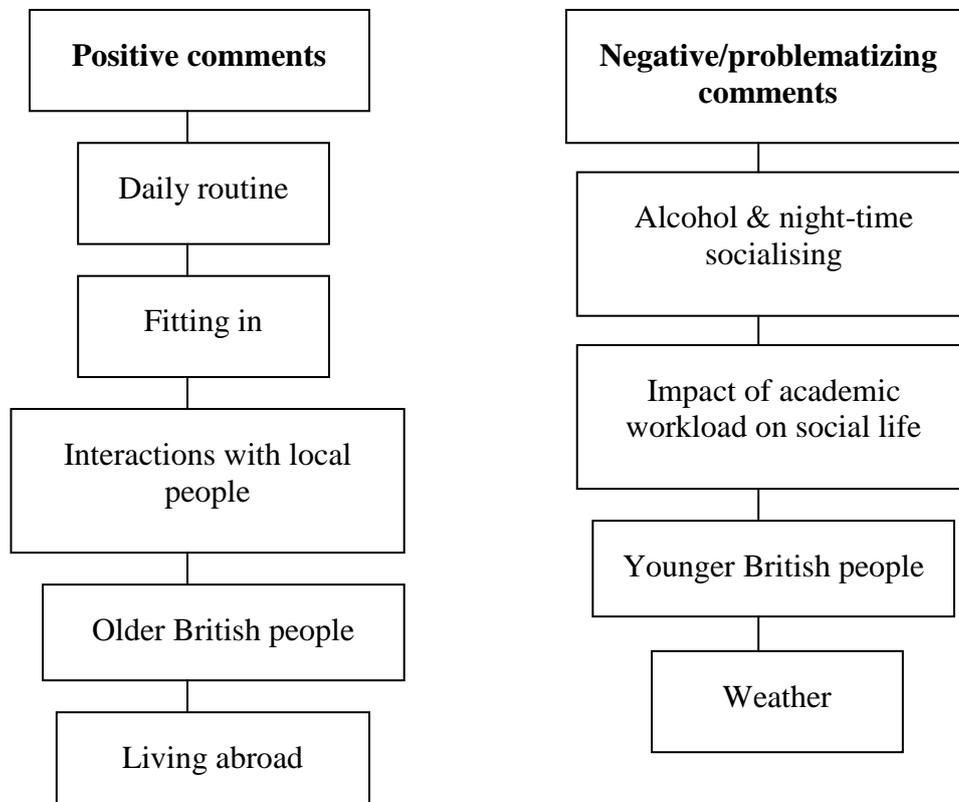 Positive comments
Daily routine
Fitting in
Interactions with local
people
Older British people
Living abroad
Negative/problematizing
comments
Alcohol & night-time
socialising
Impact of academic
workload on social life
Younger British people
Weather